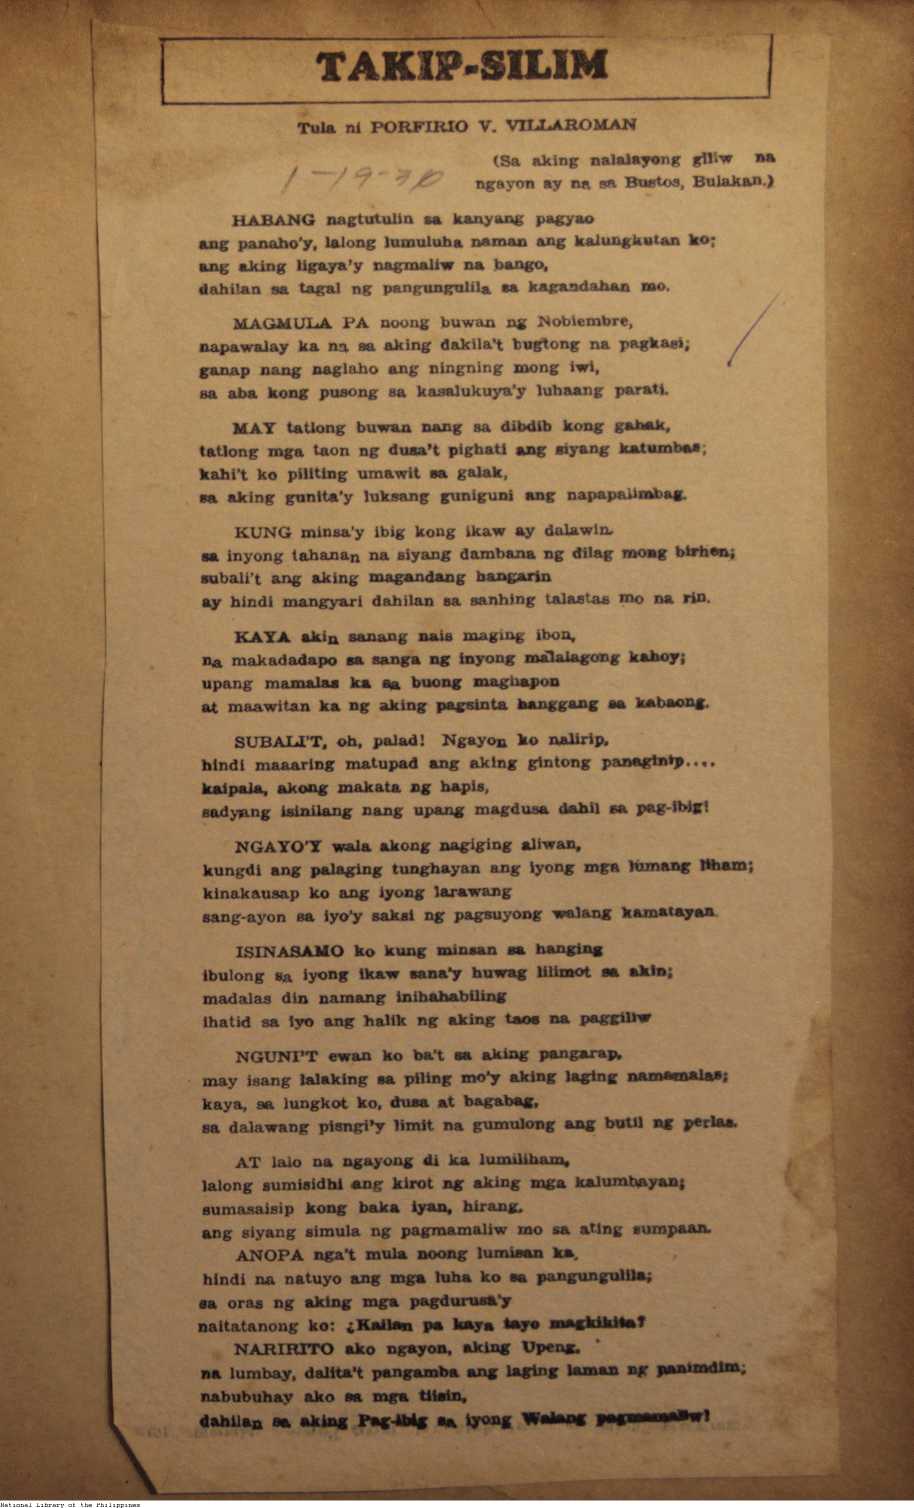 TAKIP-SILIM
Tula ni PORFIRIO V. VILLAROMAN
(Sa aking nalalayong giliw na
1-19-30
ngayon ay na sa Bustos, Bulakan.)
HABANG nagtutulin sa kanyang pagyao
ang panaho'y, lalong lumuluha naman ang kalungkutan ko;
ang aking ligaya'y nagmaliw na bango,
dahilan sa tagal ng pangungulila sa kagandahan mo.
MAGMULA PA noong buwan ng Nobiembre,
napawalay ka na sa aking dakila't bugtong na pagkasi;
ganap nang naglaho ang ningning mong iwi,
sa aba kong pusong sa kasalukuya'y luhaang parati.
MAY tatlong buwan nang sa dibdib kong gahak,
tatlong mga taon ng dusa't pighati ang siyang katumbas;
kahi't ko piliting umawit sa galak,
sa aking gunita'y luksang guniguni ang napapalimbag.
KUNG minsa'y ibig kong ikaw ay dalawin
sa inyong tahanan na siyang dambana ng dilag mong birhen;
subali't ang aking magandang hangarin
ay hindi mangyari dahilan sa sanhing talastas mo na rin.
KAYA akin sanang nais maging ibon,
na makadadapo sa sanga ng inyong malalagong kahoy;
upang mamalas ka sa buong maghapon
at maawitan ka ng aking pagsinta hanggang sa kabaong.
SUBALI'T, oh, palad! Ngayon ko nalirip,
hindi maaaring matupad ang aking gintong panaginip....
kaipala, akong makata ng hapis,
sadyang isinilang nang upang magdusa dahil sa pag-ibig!
NGAYO'Y wala akong nagiging aliwan,
kungdi ang palaging tunghayan ang iyong mga lumang liham;
kinakausap ko ang iyong larawang
sang-ayon sa iyo'y saksi ng pagsuyong walang kamatayan.
ISINASAMO ko kung minsan sa hanging
ibulong sa iyong ikaw sana'y huwag lilimot sa akin;
madalas din namang inihahabiling
ihatid sa iyo ang halik ng aking taos na paggiliw
NGUNI'T ewan ko ba't sa aking pangarap,
may isang lalaking sa piling mo'y aking laging namamalas;
kaya, sa lungkot ko, dusa at bagabag,
sa dalawang pisngi'y limit na gumulong ang butil ng perlas.
AT lalo na ngayong di ka lumiliham,
lalong sumisidhi ang kirot ng aking mga kalumbayan;
sumasaisip kong baka iyan, hirang,
ang siyang simula ng pagmamaliw mo sa ating sumpaan.
ANOPA nga't mula noong lumisan ka,
hindi na natuyo ang mga luha ko sa pangungulila;
sa oras ng aking mga pagdurusa'y
naitatanong ko: ¿Kailan pa kaya tayo magkikita?
NARIRITO ako ngayon, aking Upeng,
na lumbay, dalita't pangamba ang laging laman ng panimdim;
nabubuhay ako sa mga tiisin,
dahilan sa aking Pag-ibig sa iyong Walang pagmamaliw!
National Library of the Philippines